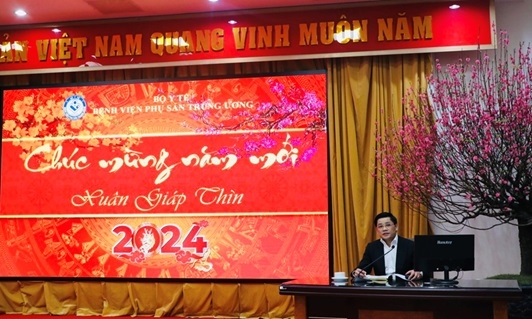 ẢN VIỆT NAM QUANG VINH MUÔN NĂM
BỘ Y TẾ
BỆNH VIỆN PHỤ SẢN TRUNG ƯƠNG
Chúc mừng năm mới
Xuân Giáp Thìn
2024